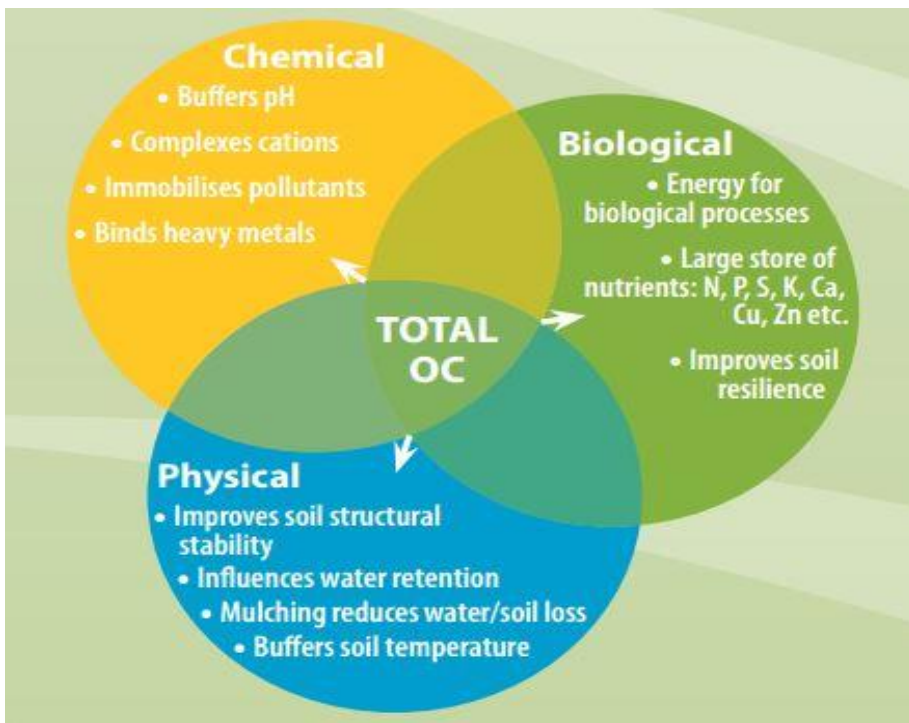 Chemical
• Buffers pH
• Complexes cations
• Immobilises pollutants
• Binds heavy metals
Biological
• Energy for
biological processes
• Large store of
nutrients: N, P, S, K, Ca,
Cu, Zn etc.
• Improves soil
resilience
TOTAL
OC
Physical
• Improves soil structural
stability
• Influences water retention
• Mulching reduces water/soil loss
• Buffers soil temperature